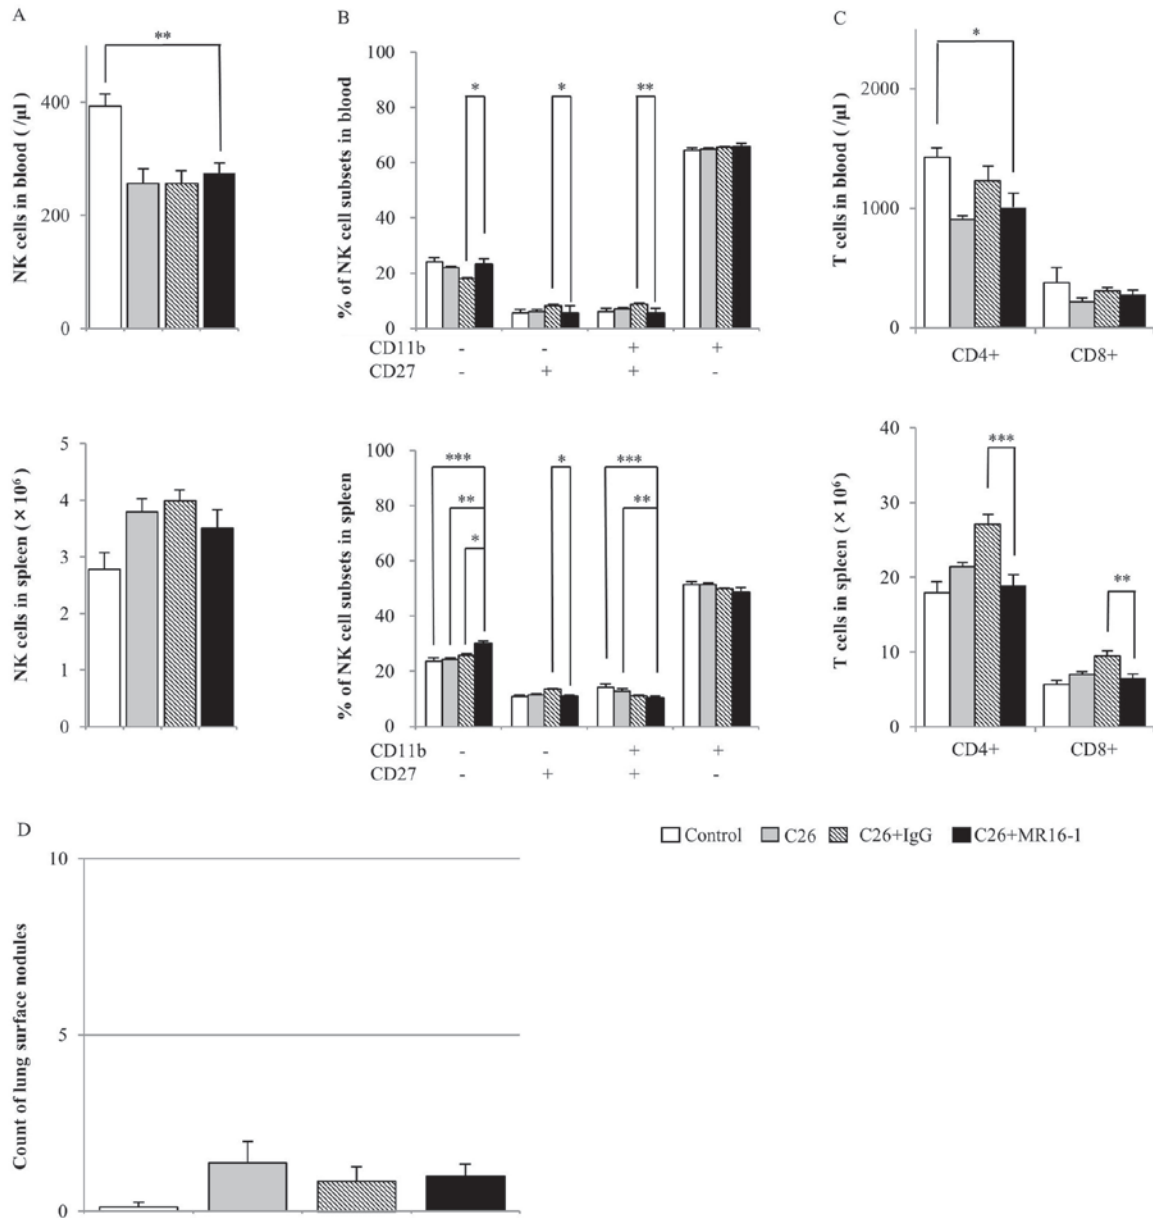 A
NK cells in blood ( /μl )
400
200
0
**
B
% of NK cell subsets in blood
100
80
60
40
20
0
* * **
CD11b - - + +
CD27 - + + -
C
T cells in blood ( /μl )
2000
1000
0
*
CD4+ CD8+
NK cells in spleen ( × 10⁶ )
5
4
3
2
1
0
% of NK cell subsets in spleen
100
80
60
40
20
0
*** * ***
** **
*
CD11b - - + +
CD27 - + + -
T cells in spleen ( × 10⁶ )
40
30
20
10
0
***
**
CD4+ CD8+
D
Control C26 C26+IgG C26+MR16-1
Count of lung surface nodules
10
5
0